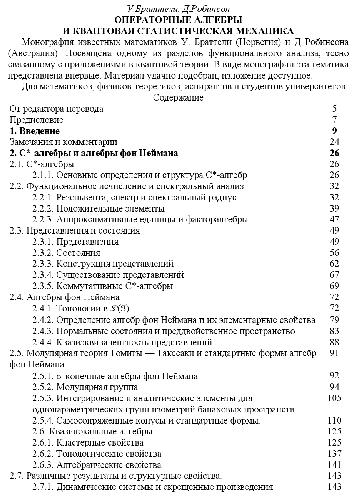 У.Браттели, Д.Робинсон
ОПЕРАТОРНЫЕ АЛГЕБРЫ
И КВАНТОВАЯ СТАТИСТИЧЕСКАЯ МЕХАНИКА
Монография известных математиков У. Браттели (Норвегия) и Д. Робинсона
(Австралия). Посвящена одному из разделов функционального анализа, тесно
связанному с приложениями в квантовой теории. В виде монографии эта тематика
представлена впервые. Материал удачно подобран, изложение доступное.
Для математиков, физиков-теоретиков, аспирантов и студентов университетов.
Содержание
От редактора перевода 5
Предисловие 7
1. Введение 9
Замечания и комментарии 24
2. С*-алгебры и алгебры фон Неймана 26
2.1. С*-алгебры 26
2.1.1. Основные определения и структура С*-алгебр 26
2.2. Функциональное исчисление и спектральный анализ 32
2.2.1. Резольвента, спектр и спектральный радиус 32
2.2.2. Положительные элементы 39
2.2.3. Аппроксимативные единицы и факторалгебры 47
2.3. Представления и состояния 49
2.3.1. Представления 49
2.3.2. Состояния 56
2.3.3. Конструкция представлений 62
2.3.4. Существование представлений 67
2.3.5. Коммутативные С*-алгебры 69
2.4. Алгебры фон Неймана 72
2.4.1. Топологии в 72
2.4.2. Определение алгебр фон Неймана и их элементарные свойства 79
2.4.3. Нормальные состояния и преддвойственное пространство 83
2.4.4. Квазиэквивалентность представлений 88
2.5. Модулярная теория Томиты — Такесаки и стандартные формы алгебр 91
фон Неймана
2.5.1. σ-конечные алгебры фон Неймана 92
2.5.2. Модулярная группа 94
2.5.3. Интегрирование и аналитические элементы для 105
однопараметрических групп изометрий банаховых пространств
2.5.4. Самосопряженные конусы и стандартные формы. 110
2.6. Квазилокальные алгебры 125
2.6.1. Кластерные свойства 125
2.6.2. Топологические свойства 137
2.6.3. Алгебраические свойства 141
2.7. Различные результаты и структурные свойства. 143
2.7.1. Динамические системы и скрещенные произведения 143